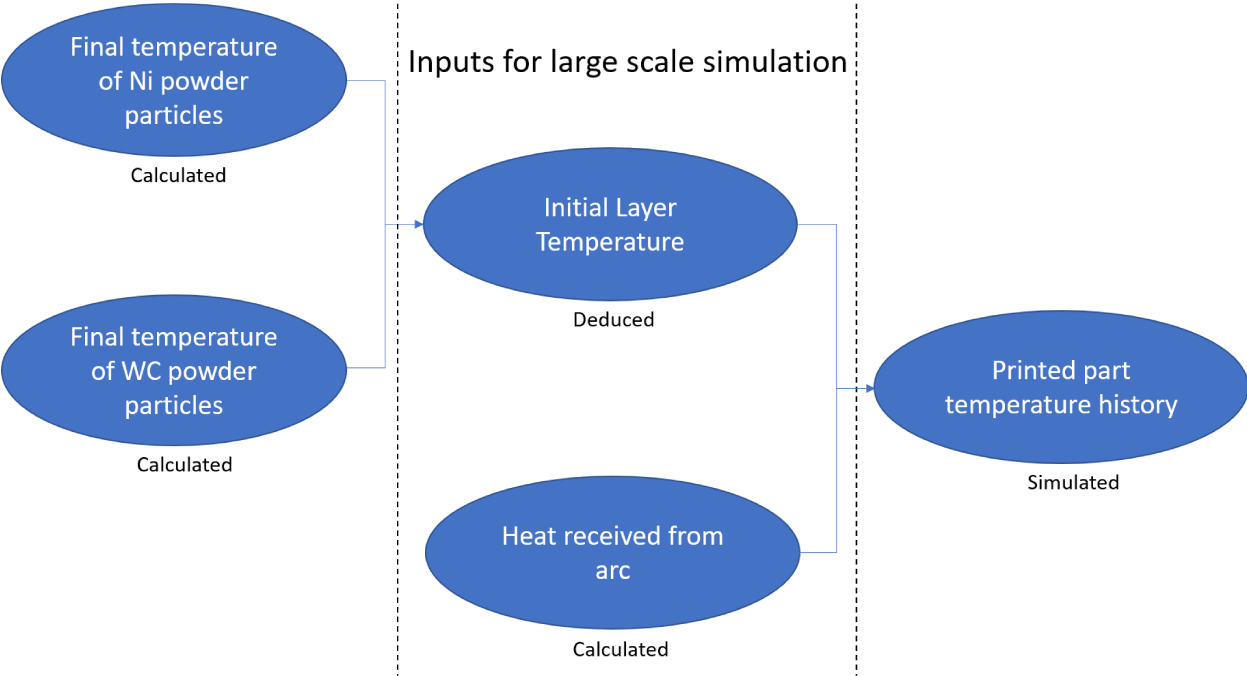 Final temperature
of Ni powder
particles
Calculated
Final temperature
of WC powder
particles
Calculated
Inputs for large scale simulation
Initial Layer
Temperature
Deduced
Heat received from
arc
Calculated
Printed part
temperature history
Simulated